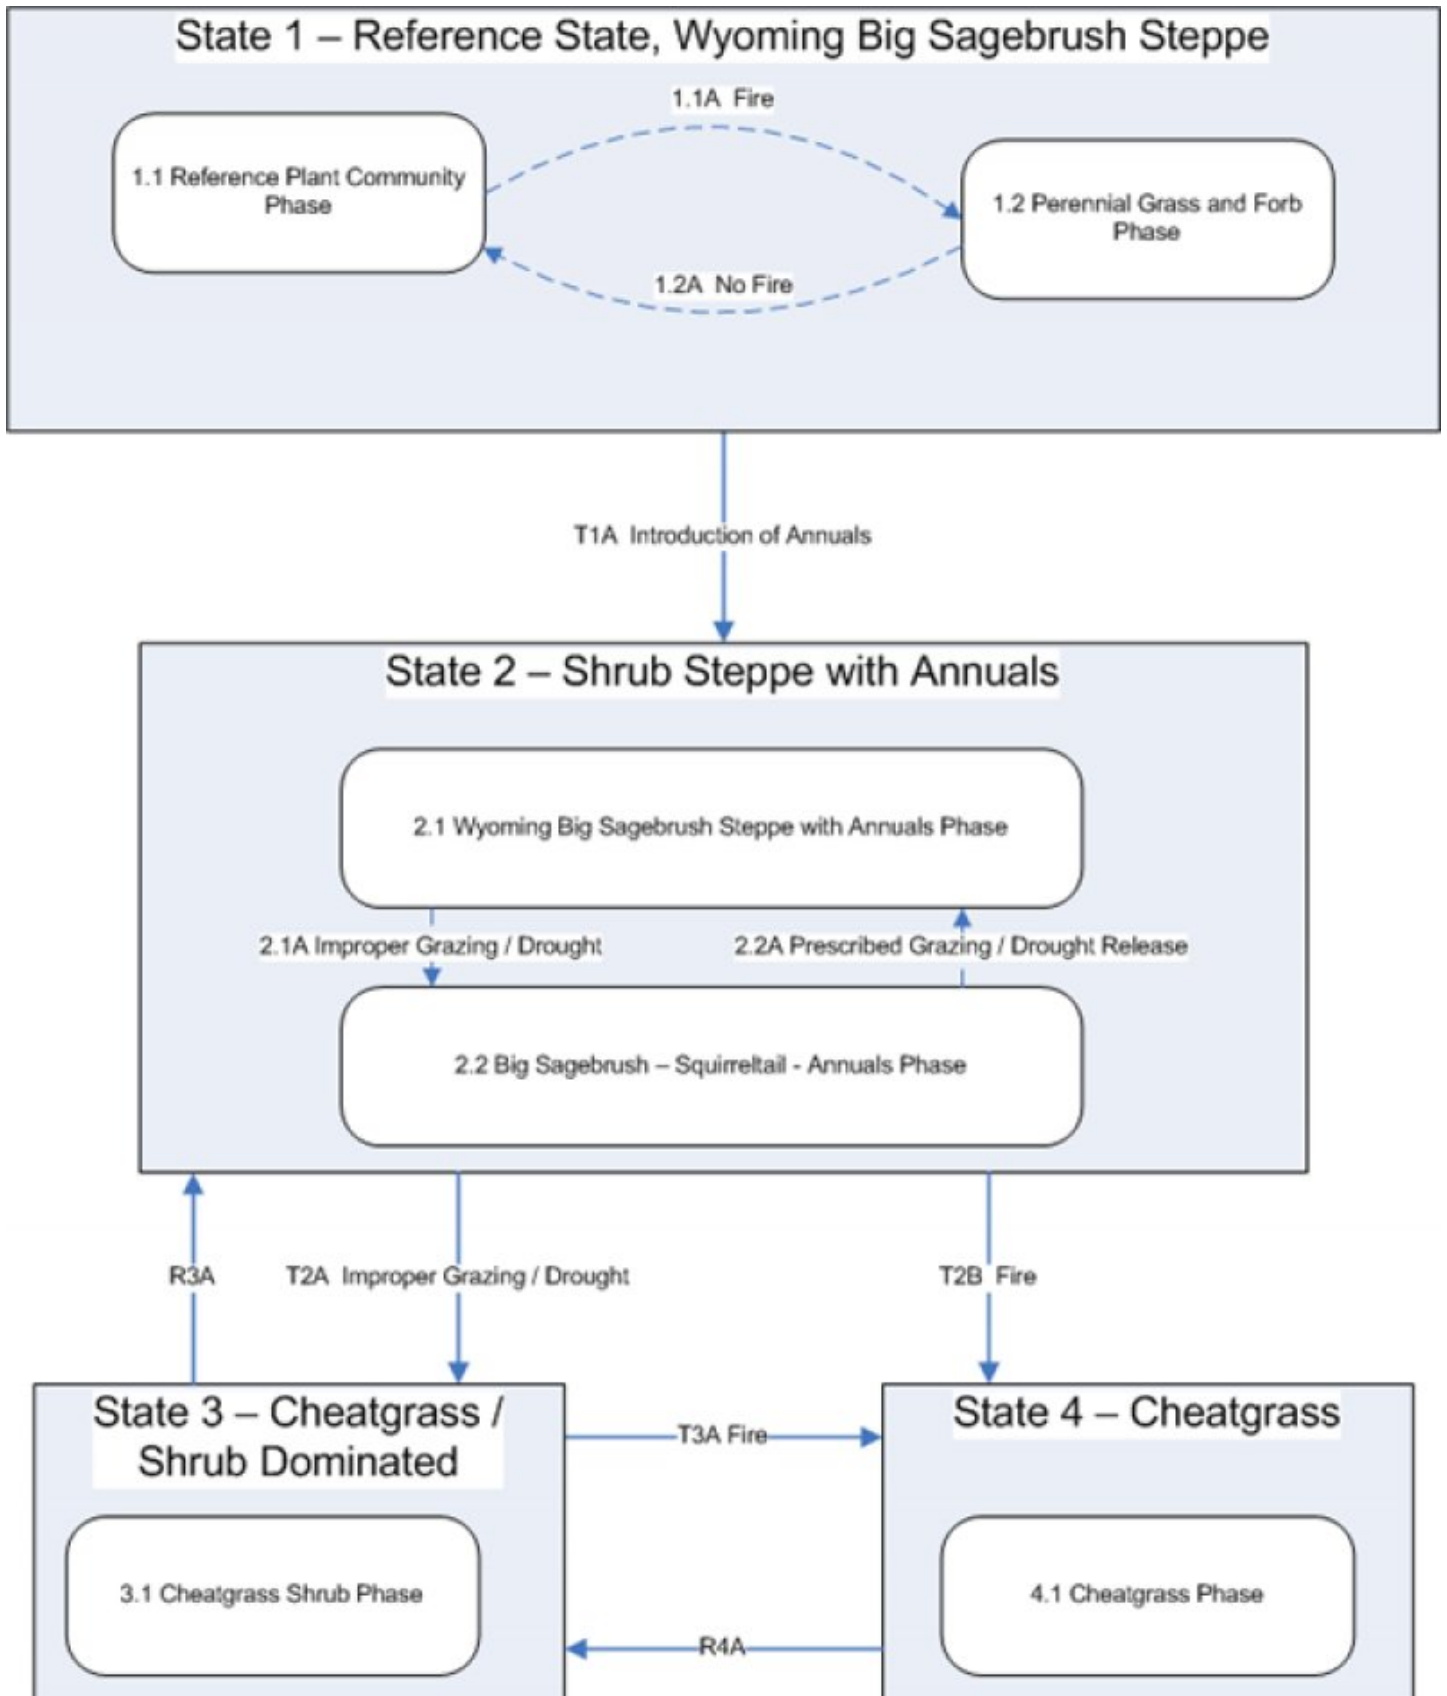 State 1 – Reference State, Wyoming Big Sagebrush Steppe
1.1A Fire
1.1 Reference Plant Community
Phase
1.2 Perennial Grass and Forb
Phase
1.2A No Fire
T1A Introduction of Annuals
State 2 – Shrub Steppe with Annuals
2.1 Wyoming Big Sagebrush Steppe with Annuals Phase
2.1A Improper Grazing / Drought
2.2A Prescribed Grazing / Drought Release
2.2 Big Sagebrush – Squirreltail - Annuals Phase
R3A
T2A Improper Grazing / Drought
T2B Fire
State 3 – Cheatgrass /
Shrub Dominated
T3A Fire
State 4 – Cheatgrass
3.1 Cheatgrass Shrub Phase
4.1 Cheatgrass Phase
R4A